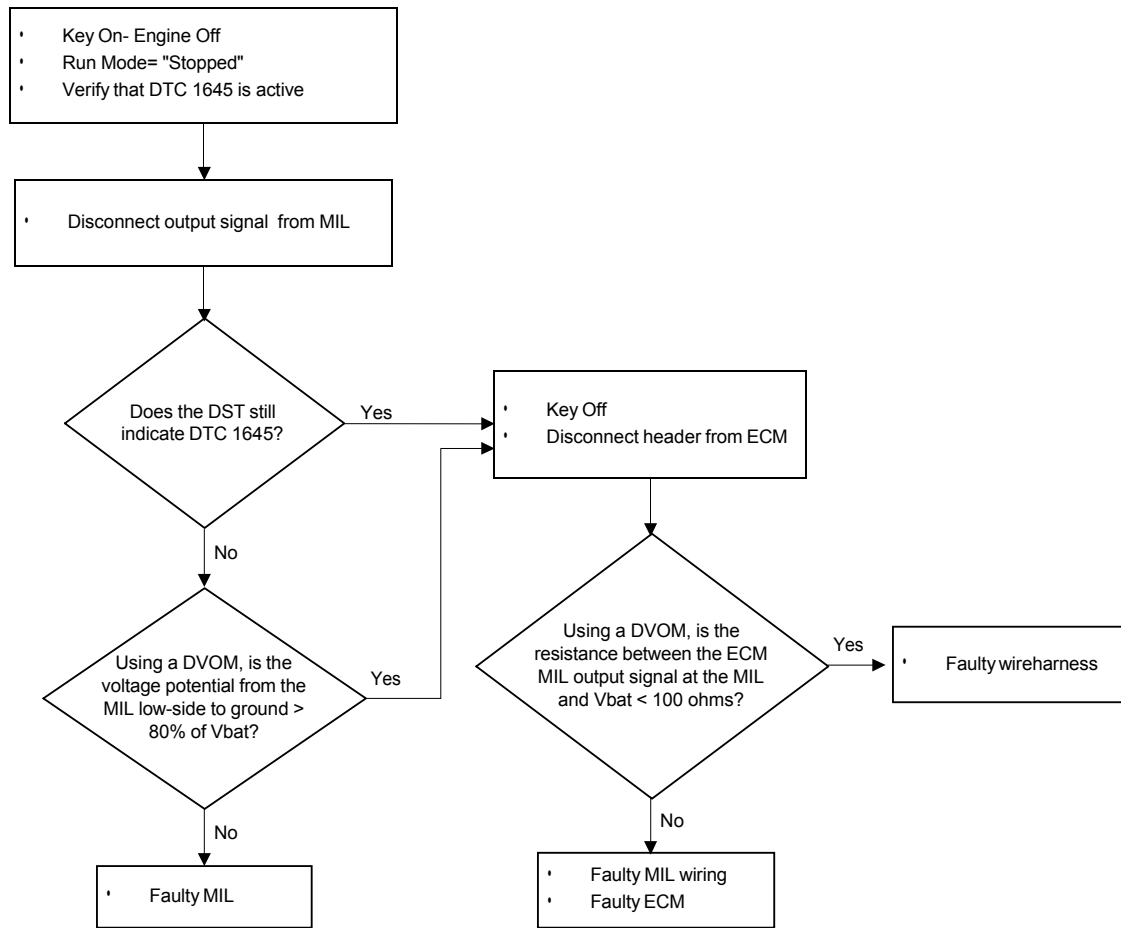 • Key On- Engine Off
• Run Mode= "Stopped"
• Verify that DTC 1645 is active
• Disconnect output signal from MIL
Does the DST still
indicate DTC 1645?
Yes
• Key Off
• Disconnect header from ECM
No
Using a DVOM, is the
voltage potential from the
MIL low-side to ground >
80% of Vbat?
Yes
Using a DVOM, is the
resistance between the ECM
MIL output signal at the MIL
and Vbat < 100 ohms?
Yes
• Faulty wireharness
No
• Faulty MIL
No
• Faulty MIL wiring
• Faulty ECM